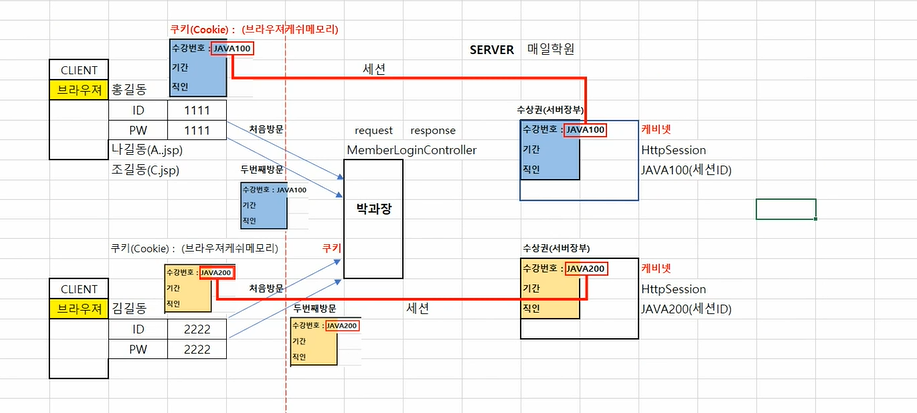 쿠키(Cookie) : (브라우져캐쉬메모리)
수강번호 : JAVA100
기간
직인
SERVER 매일학원
세션
CLIENT
브라우져 홍길동
ID 1111
PW 1111
나길동(A.jsp)
조길동(C.jsp)
처음방문
두번째방문
수강번호 : JAVA100
기간
직인
request response
MemberLoginController
박과장
수상권(서버장부)
수강번호 : JAVA100
기간
직인
케비넷
HttpSession
JAVA100(세션ID)
쿠키(Cookie) : (브라우져캐쉬메모리)
쿠키
수강번호 : JAVA200
기간
직인
CLIENT
브라우져 김길동
ID 2222
PW 2222
처음방문
두번째방문
수강번호 : JAVA200
기간
직인
세션
수상권(서버장부)
수강번호 : JAVA200
기간
직인
케비넷
HttpSession
JAVA200(세션ID)